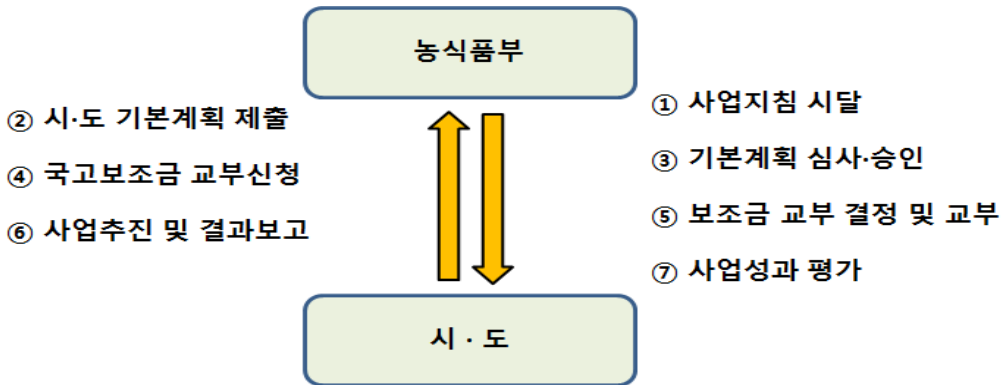 농식품부
② 시·도 기본계획 제출
④ 국고보조금 교부신청
⑥ 사업추진 및 결과보고
① 사업지침 시달
③ 기본계획 심사·승인
⑤ 보조금 교부 결정 및 교부
⑦ 사업성과 평가
시 · 도